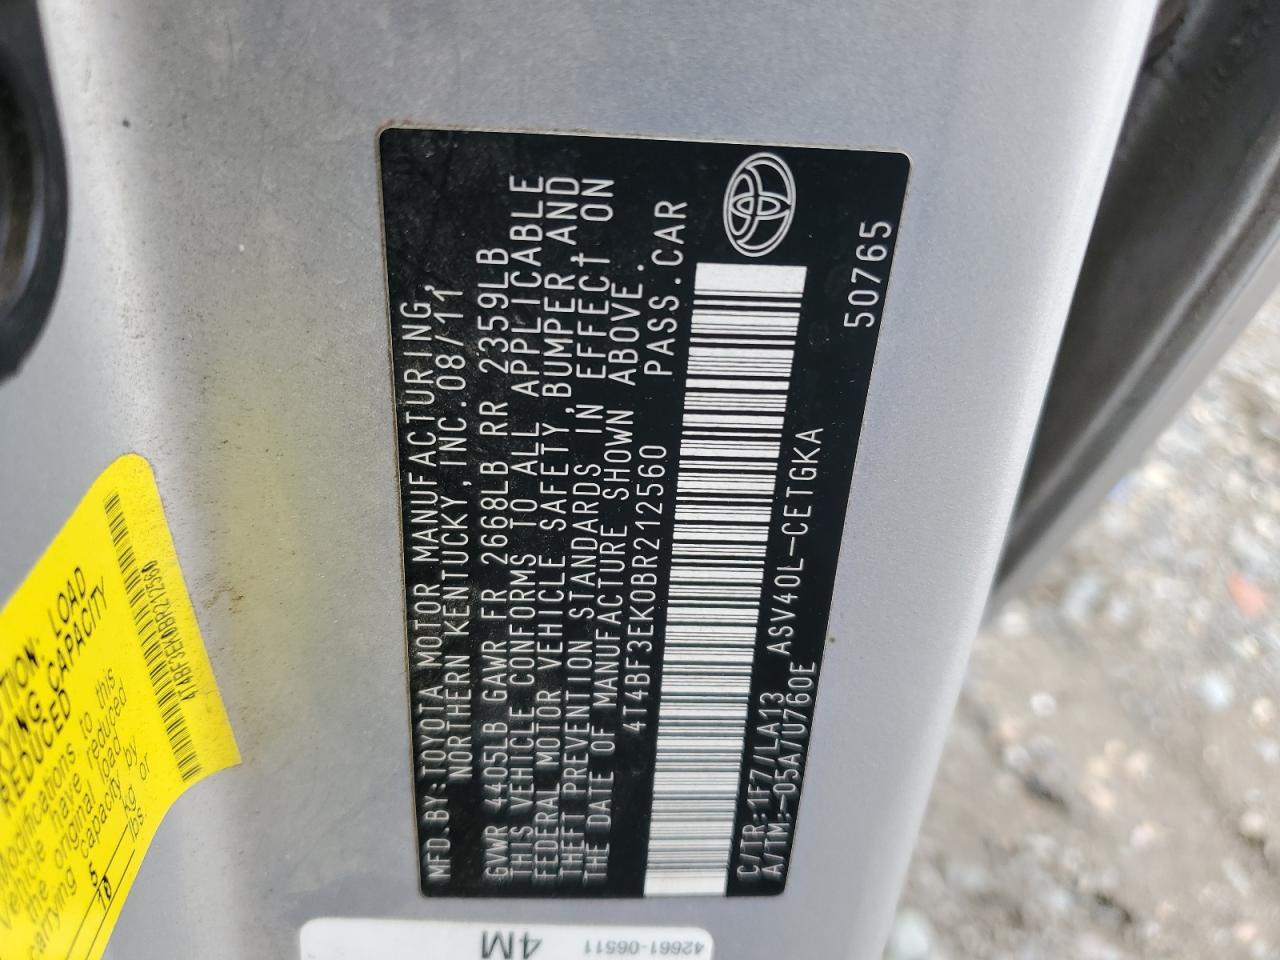 MFD.BY:TOYOTA MOTOR MANUFACTURING,
NORTHERN KENTUCKY,INC.08/11
GVWR 4405LB GAWR FR 2668LB RR 2359LB
THIS VEHICLE CONFORMS TO ALL APPLICABLE
FEDERAL MOTOR VEHICLE SAFETY,BUMPER,AND
THEFT PREVENTION STANDARDS IN EFFECT ON
THE DATE OF MANUFACTURE SHOWN ABOVE.
4T4BF3EK0BR212560 PASS.CAR
C/TR:1F7/LA13 ASV40L-CETGKA
A/TM:-05A/U760E
50765
LOAD
CAPACITY
REDUCED
4T4BF3EK0BR212560
Modifications to this
vehicle have reduced
the original load
carrying capacity by
5 kg or
10 lbs.
4M
42661-06511